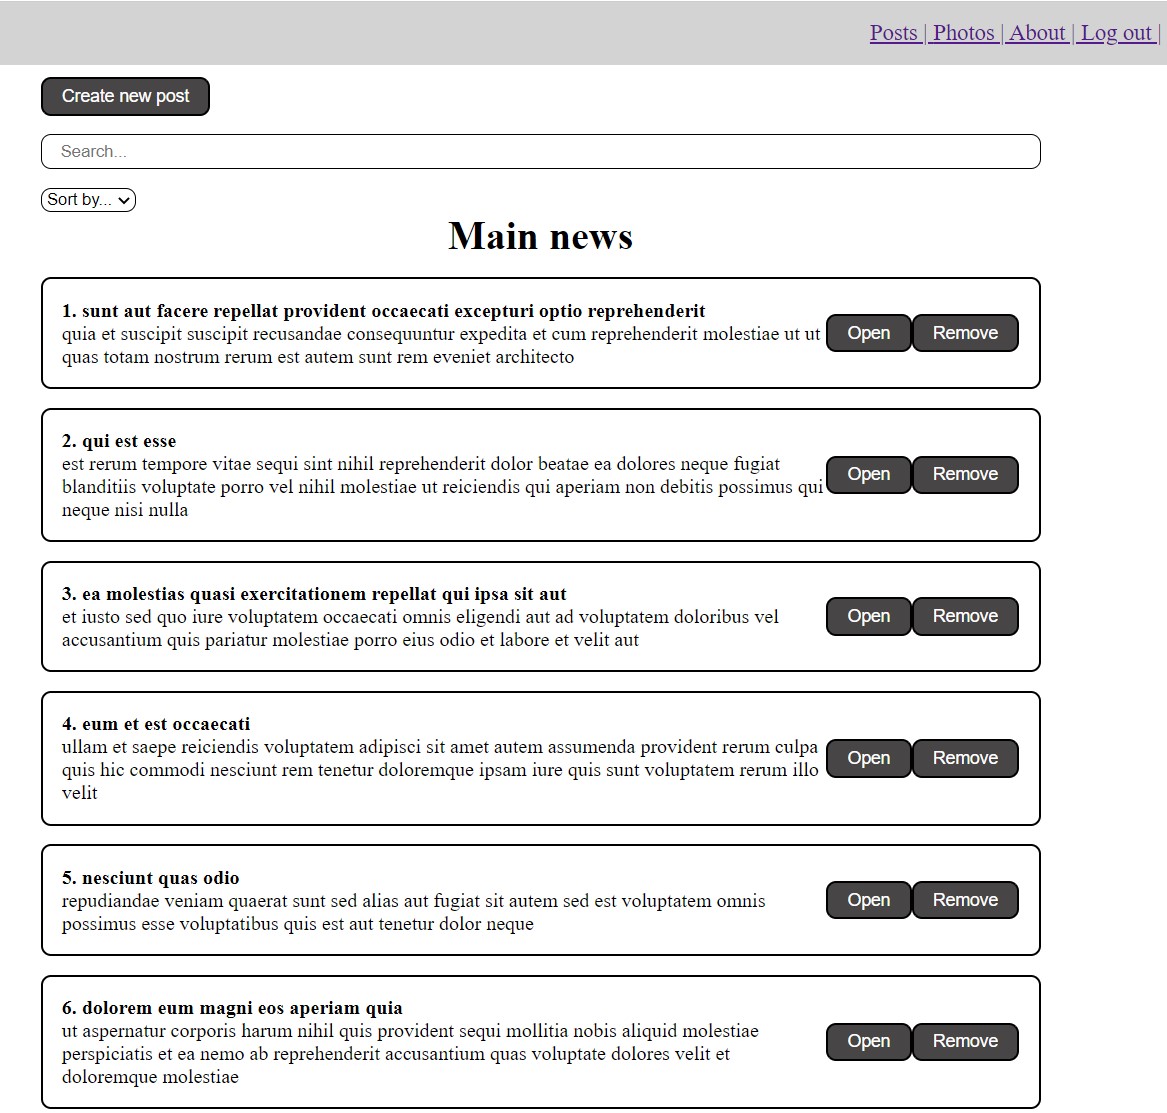 Posts | Photos | About | Log out |
Create new post
Search...
Sort by...
Main news
1. sunt aut facere repellat provident occaecati excepturi optio reprehenderit
quia et suscipit suscipit recusandae consequuntur expedita et cum reprehenderit molestiae ut ut
quas totam nostrum rerum est autem sunt rem eveniet architecto
Open Remove
2. qui est esse
est rerum tempore vitae sequi sint nihil reprehenderit dolor beatae ea dolores neque fugiat
blanditiis voluptate porro vel nihil molestiae ut reiciendis qui aperiam non debitis possimus qui
neque nisi nulla
Open Remove
3. ea molestias quasi exercitationem repellat qui ipsa sit aut
et iusto sed quo iure voluptatem occaecati omnis eligendi aut ad voluptatem doloribus vel
accusantium quis pariatur molestiae porro eius odio et labore et velit aut
Open Remove
4. eum et est occaecati
ullam et saepe reiciendis voluptatem adipisci sit amet autem assumenda provident rerum culpa
quis hic commodi nesciunt rem tenetur doloremque ipsam iure quis sunt voluptatem rerum illo
velit
Open Remove
5. nesciunt quas odio
repudiandae veniam quaerat sunt sed alias aut fugiat sit autem sed est voluptatem omnis
possimus esse voluptatibus quis est aut tenetur dolor neque
Open Remove
6. dolorem eum magni eos aperiam quia
ut aspernatur corporis harum nihil quis provident sequi mollitia nobis aliquid molestiae
perspiciatis et ea nemo ab reprehenderit accusantium quas voluptate dolores velit et
doloremque molestiae
Open Remove